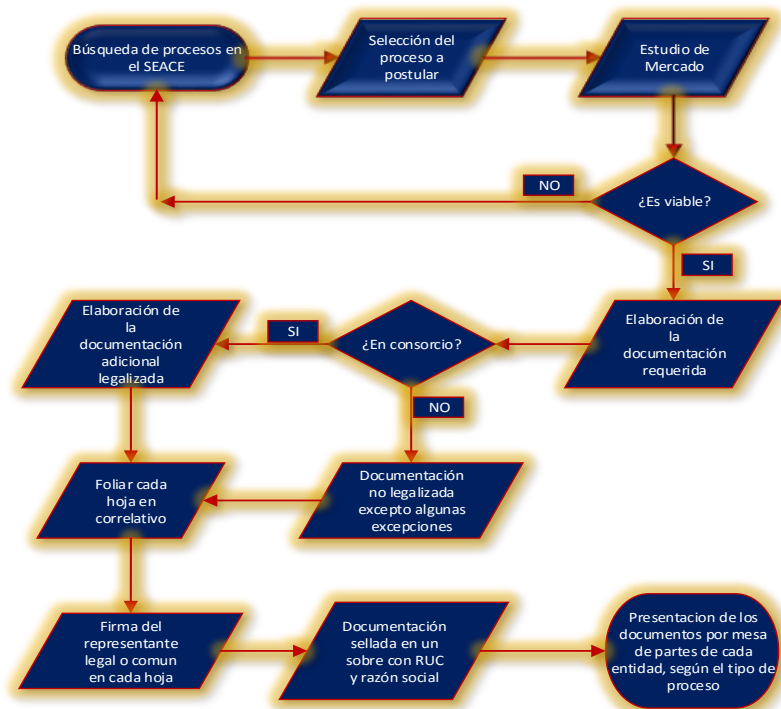 Búsqueda de procesos en
el SEACE
Selección del
proceso a
postular
Estudio de
Mercado
NO
¿Es viable?
SI
Elaboración de
la
documentación
adicional
legalizada
SI
¿En consorcio?
Elaboración de
la
documentación
requerida
NO
Foliar cada
hoja en
correlativo
Documentación
no legalizada
excepto algunas
excepciones
Firma del
representante
legal o comun
en cada hoja
Documentación
sellada en un
sobre con RUC
y razón social
Presentacion de los
documentos por mesa
de partes de cada
entidad, según el tipo de
proceso